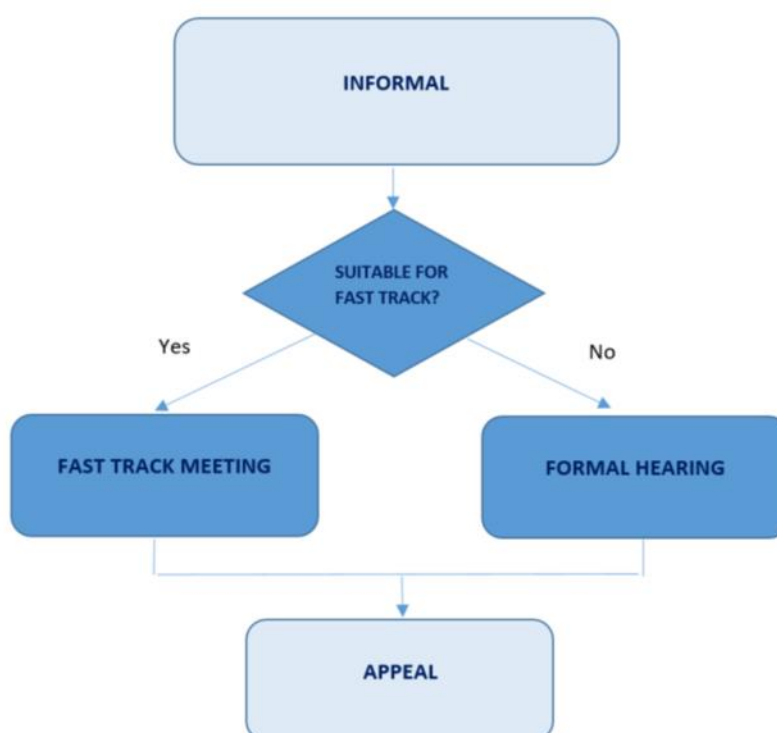 INFORMAL
SUITABLE FOR
FAST TRACK?
Yes
No
FAST TRACK MEETING
FORMAL HEARING
APPEAL